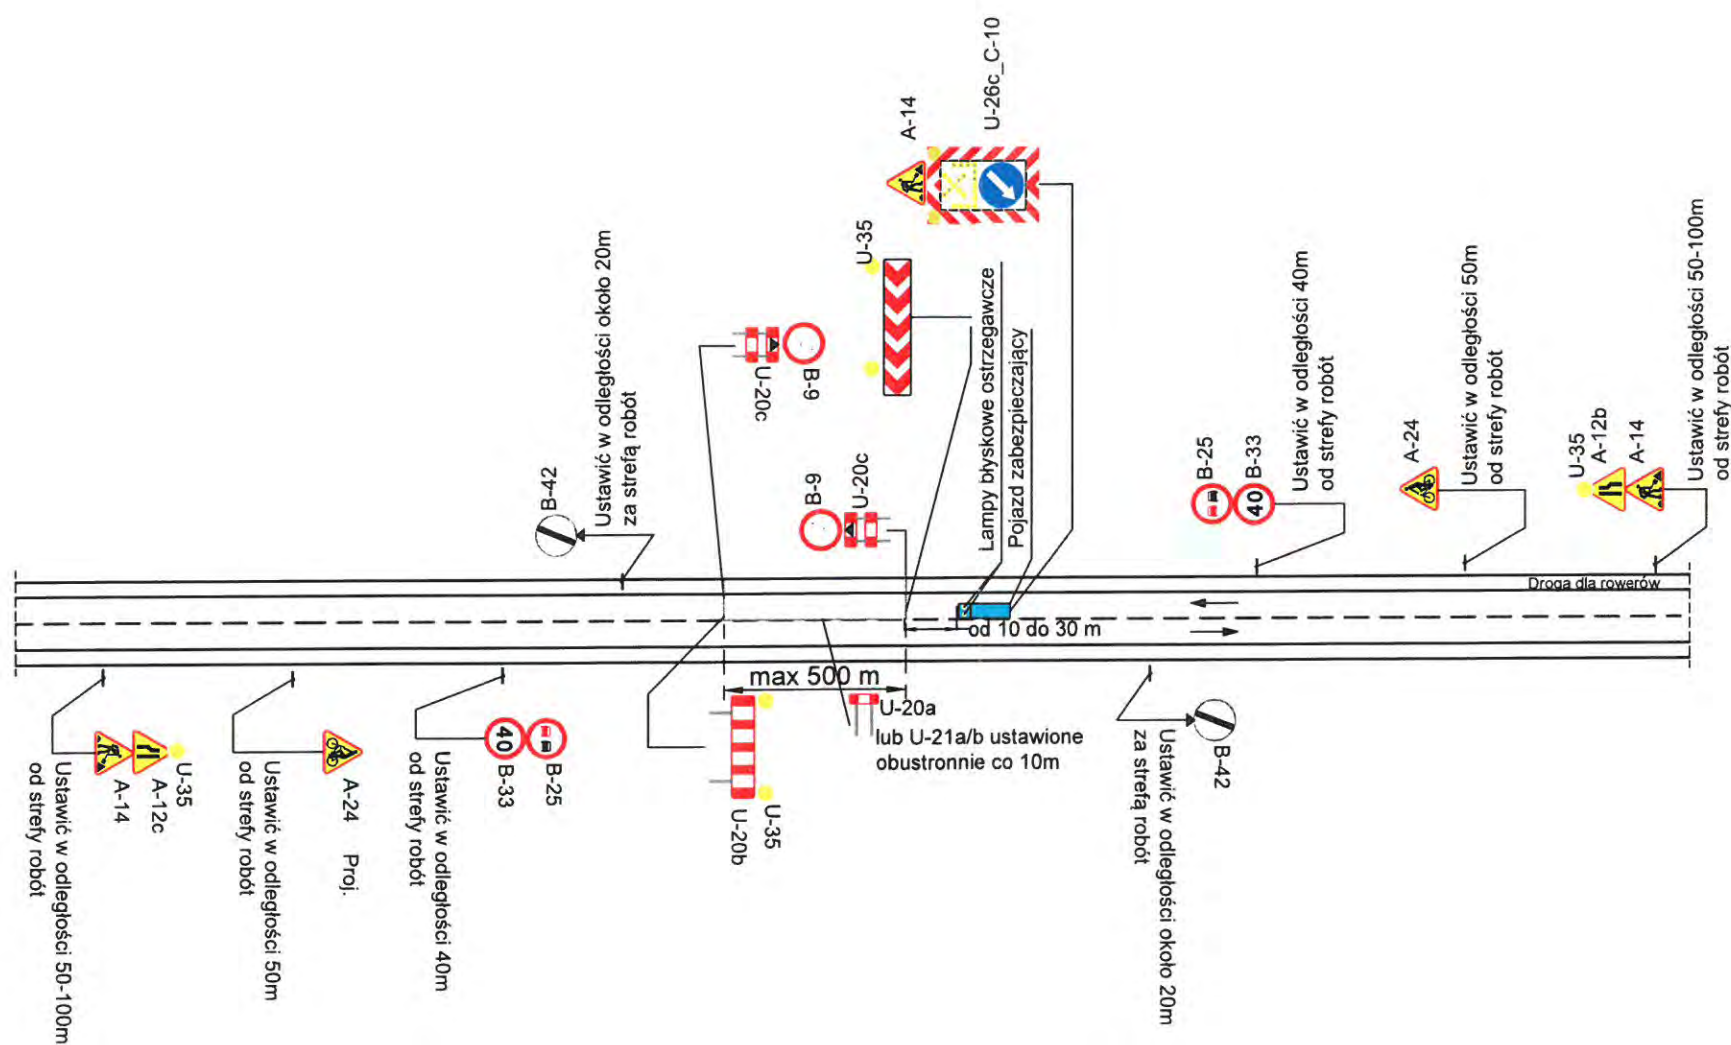 U-26c_C-10
A-14
U-35
Lampy błyskowe ostrzegawcze
Pojazd zabezpieczający
B-9
U-20c
B-9
U-20c
B-42
Ustawić w odległości około 20m
za strefą robót
B-25
B-33
40
Ustawić w odległości 40m
od strefy robót
A-24
Ustawić w odległości 50m
od strefy robót
U-35
A-12b
A-14
Ustawić w odległości 50-100m
od strefy robót
Droga dla rowerów
od 10 do 30 m
max 500 m
U-20a
lub U-21a/b ustawione
obustronnie co 10m
U-35
U-20b
U-35
A-12c
A-14
Ustawić w odległości 50-100m
od strefy robót
A-24 Proj.
Ustawić w odległości 50m
od strefy robót
40
B-25
B-33
Ustawić w odległości 40m
od strefy robót
B-42
Ustawić w odległości około 20m
za strefą robót